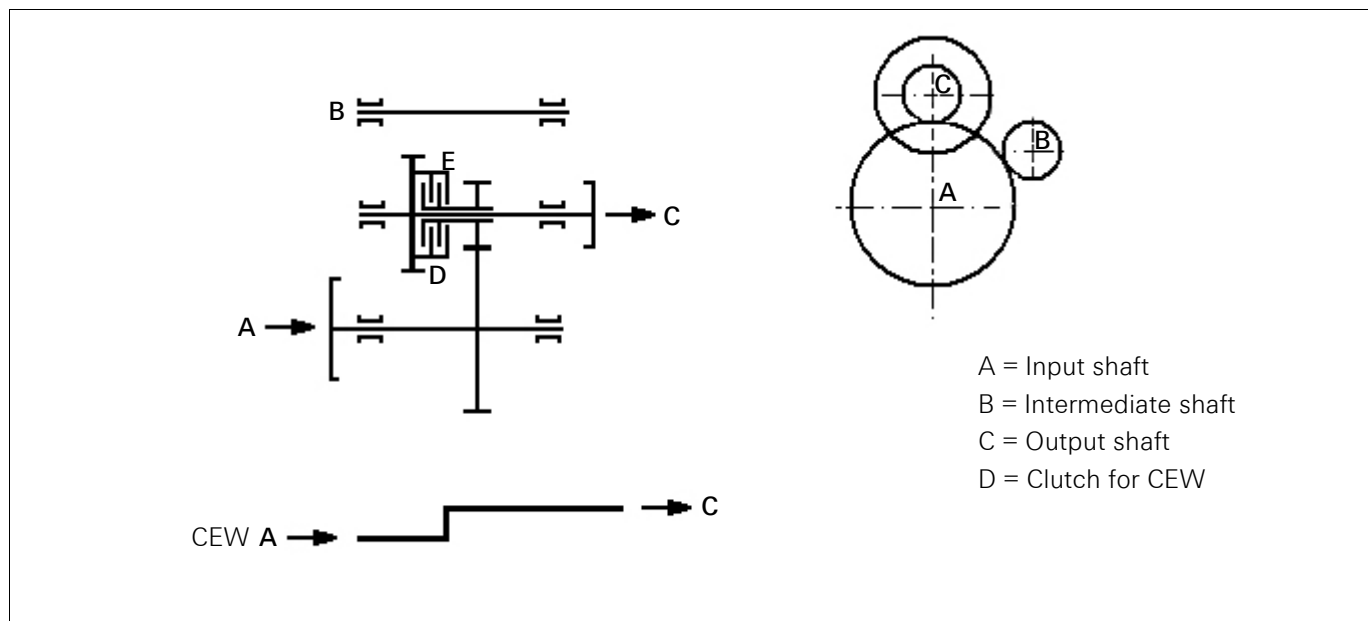 B
E
C
D
A
CEW A
C
C
B
A
A = Input shaft
B = Intermediate shaft
C = Output shaft
D = Clutch for CEW